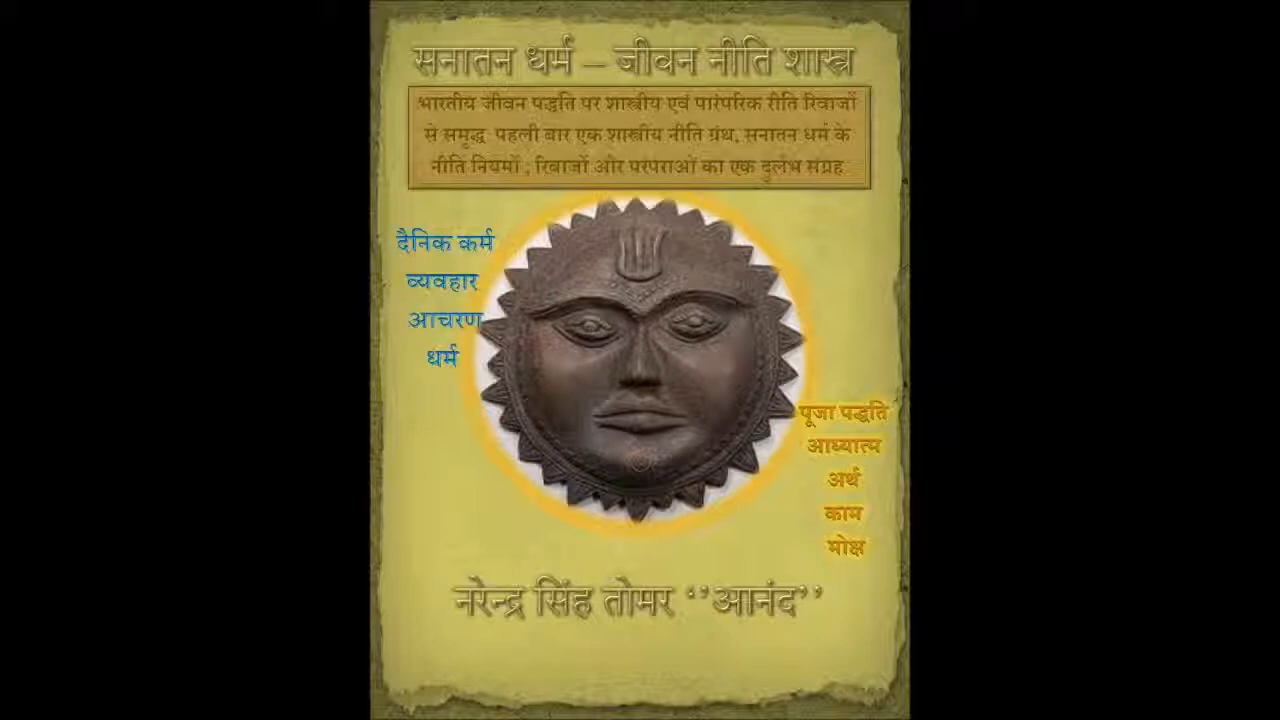 सनातन धर्म – जीवन नीति शास्त्र
भारतीय जीवन पद्धति पर शास्त्रीय एवं पारंपरिक रीति रिवाजों
से समृद्ध पहली बार एक शास्त्रीय नीति ग्रंथ, सनातन धर्म के
नीति नियमों ; रिवाजों और परंपराओं का एक दुर्लभ संग्रह
दैनिक कर्म
व्यवहार
आचरण
धर्म
पूजा पद्धति
आध्यात्म
अर्थ
काम
मोक्ष
नरेन्द्र सिंह तोमर ‘’आनंद’’